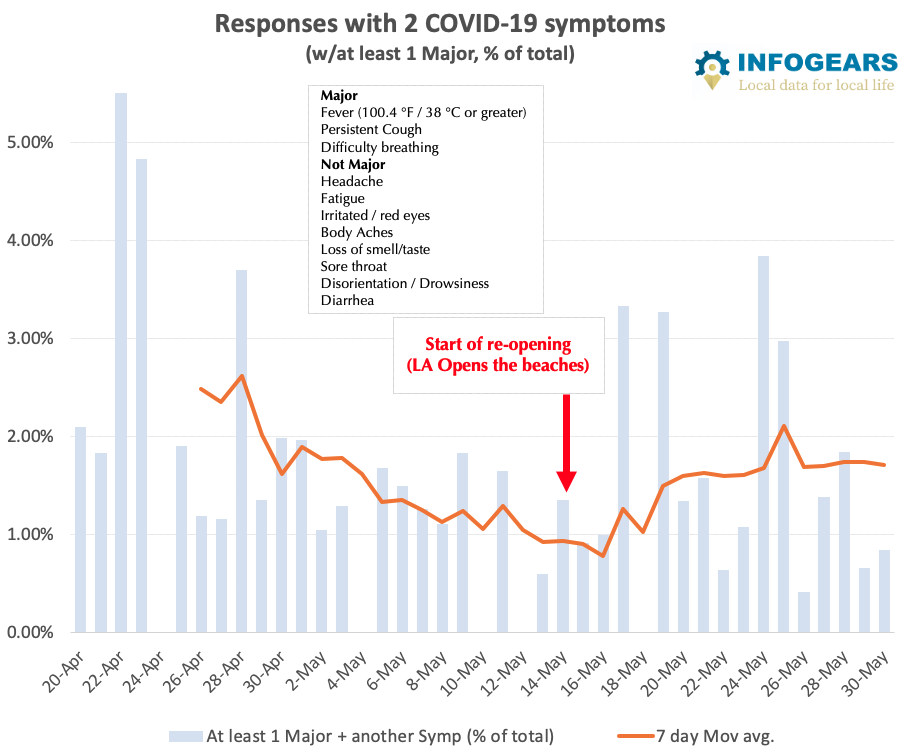 Responses with 2 COVID-19 symptoms
(w/at least 1 Major, % of total)
INFOGEARS
Local data for local life
Major
Fever (100.4 °F / 38 °C or greater)
Persistent Cough
Difficulty breathing
Not Major
Headache
Fatigue
Irritated / red eyes
Body Aches
Loss of smell/taste
Sore throat
Disorientation / Drowsiness
Diarrhea
Start of re-opening
(LA Opens the beaches)
5.00%
4.00%
3.00%
2.00%
1.00%
0.00%
20-Apr
22-Apr
24-Apr
26-Apr
28-Apr
30-Apr
2-May
4-May
6-May
8-May
10-May
12-May
14-May
16-May
18-May
20-May
22-May
24-May
26-May
28-May
30-May
At least 1 Major + another Symp (% of total)
7 day Mov avg.